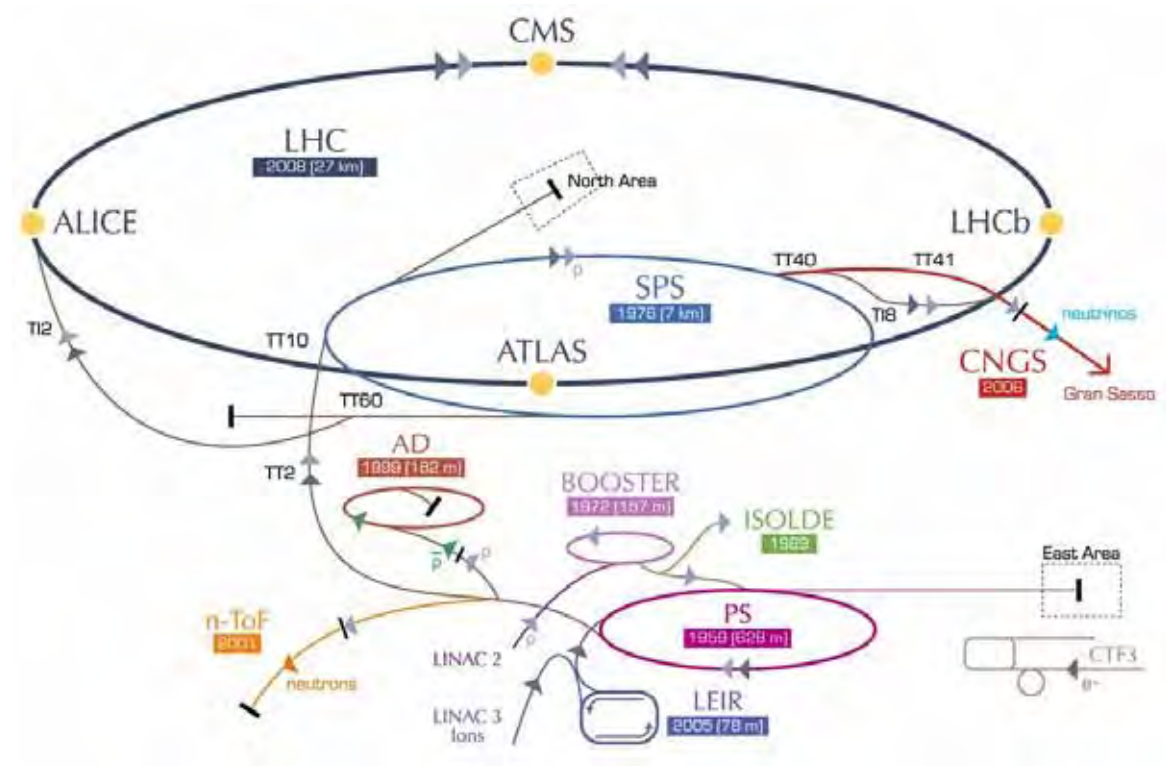 CMS
LHC
2008 (27 km)
North Area
ALICE
LHCb
TT40
TT41
SPS
1976 (7 km)
TI8
neutrinos
TI2
TT10
ATLAS
CNGS
2006
Gran Sasso
TT60
AD
1999 (182 m)
TT2
BOOSTER
1972 (157 m)
ISOLDE
1989
p
p̅
p
East Area
n-ToF
2001
PS
1959 (628 m)
LINAC 2
p
neutrons
CTF3
e-
LEIR
2005 (78 m)
LINAC 3
Ions
p